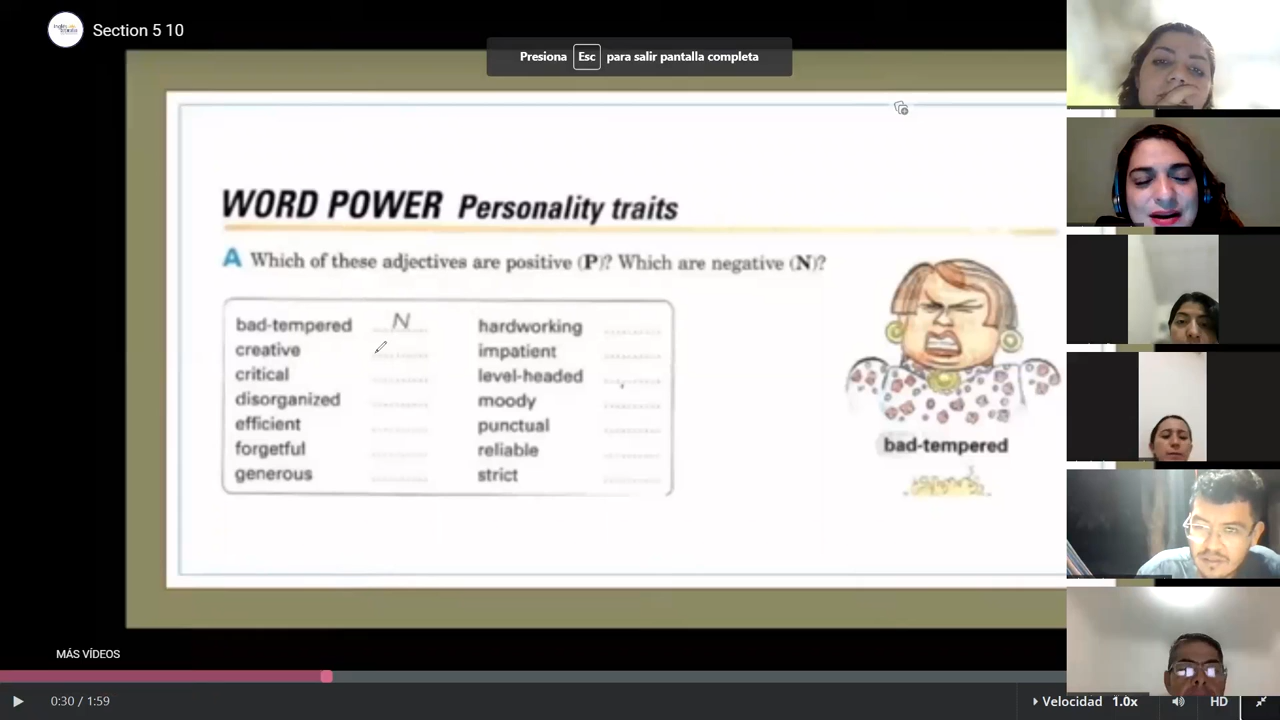 Section 5 10
Presiona Esc para salir pantalla completa
WORD POWER Personality traits
A Which of these adjectives are positive (P)? Which are negative (N)?
bad-tempered N
creative
critical
disorganized
efficient
forgetful
generous
hardworking
impatient
level-headed
moody
punctual
reliable
strict
bad-tempered
MÁS VÍDEOS
0:30 / 1:59
Velocidad 1.0x
HD